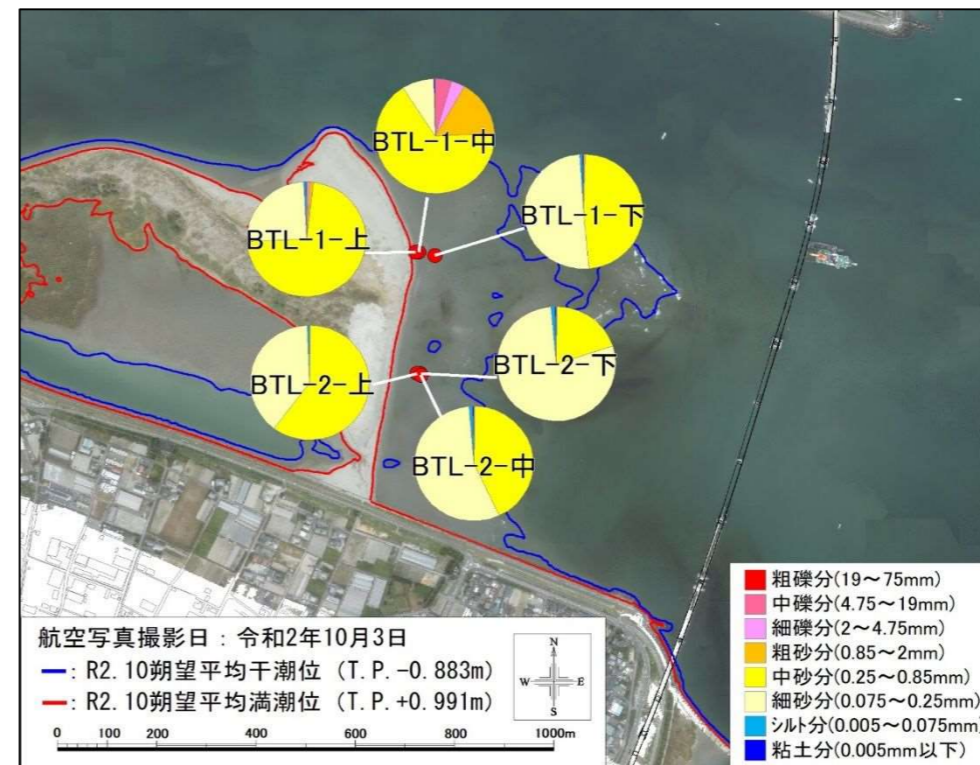 BTL-1-中
BTL-1-下
BTL-1-上
BTL-2-下
BTL-2-上
BTL-2-中
航空写真撮影日：令和2年10月3日
：R2.10朔望平均干潮位（T.P.-0.883m）
：R2.10朔望平均満潮位（T.P.+0.991m）
0 100 200 400 600 800 1000m
N
W E
S
粗礫分(19～75mm)
中礫分(4.75～19mm)
細礫分(2～4.75mm)
粗砂分(0.85～2mm)
中砂分(0.25～0.85mm)
細砂分(0.075～0.25mm)
シルト分(0.005～0.075mm)
粘土分(0.005mm以下)